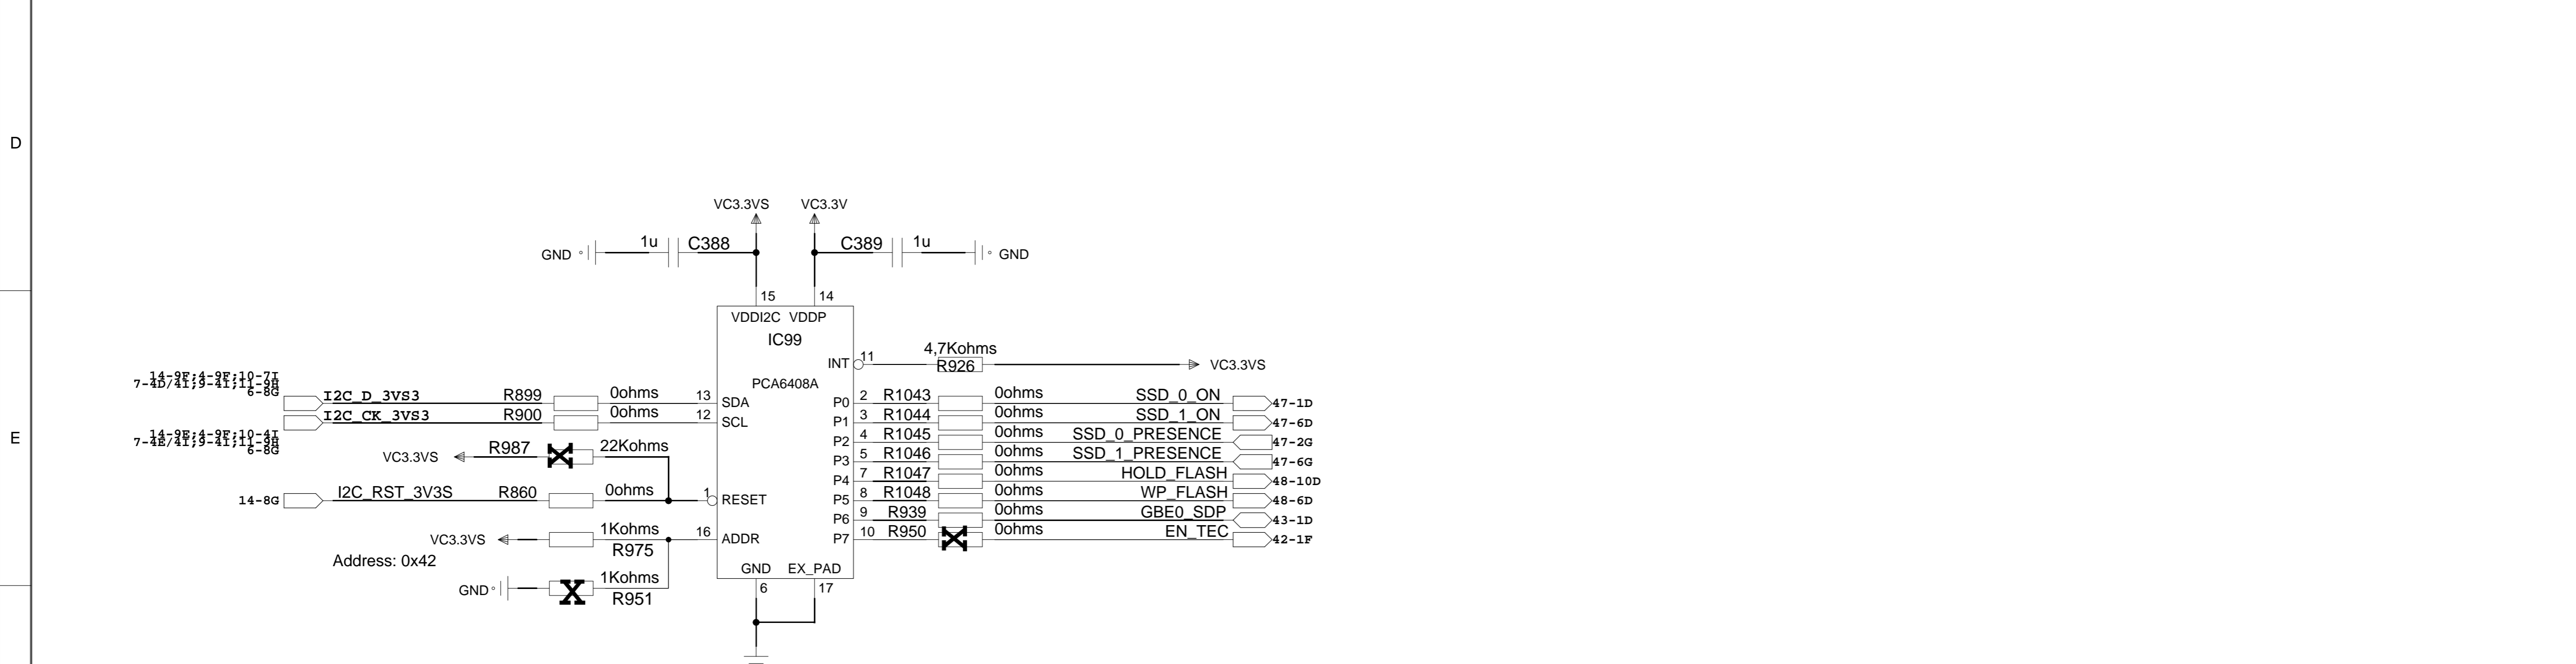 D
VC3.3VS VC3.3V
GND 1u C388 C389 1u GND
15 14
VDDI2C VDDP
IC99
4,7Kohms
INT 11 R926 VC3.3VS
PCA6408A
6-8G
I2C_D_3VS3 R899 0ohms 13 SDA
I2C_CK_3VS3 R900 0ohms 12 SCL
P0 2 R1043 0ohms SSD_0_ON 47-1D
P1 3 R1044 0ohms SSD_1_ON 47-6D
E
6-8G
P2 4 R1045 0ohms SSD_0_PRESENCE 47-2G
VC3.3VS R987 22Kohms
P3 5 R1046 0ohms SSD_1_PRESENCE 47-6G
P4 7 R1047 0ohms HOLD_FLASH 48-10D
14-8G I2C_RST_3V3S R860 0ohms 1 RESET
P5 8 R1048 0ohms WP_FLASH 48-6D
P6 9 R939 0ohms GBE0_SDP 43-1D
VC3.3VS 1Kohms R975 16 ADDR
P7 10 R950 0ohms EN_TEC 42-1F
Address: 0x42
GND EX_PAD
GND 1Kohms R951
6 17